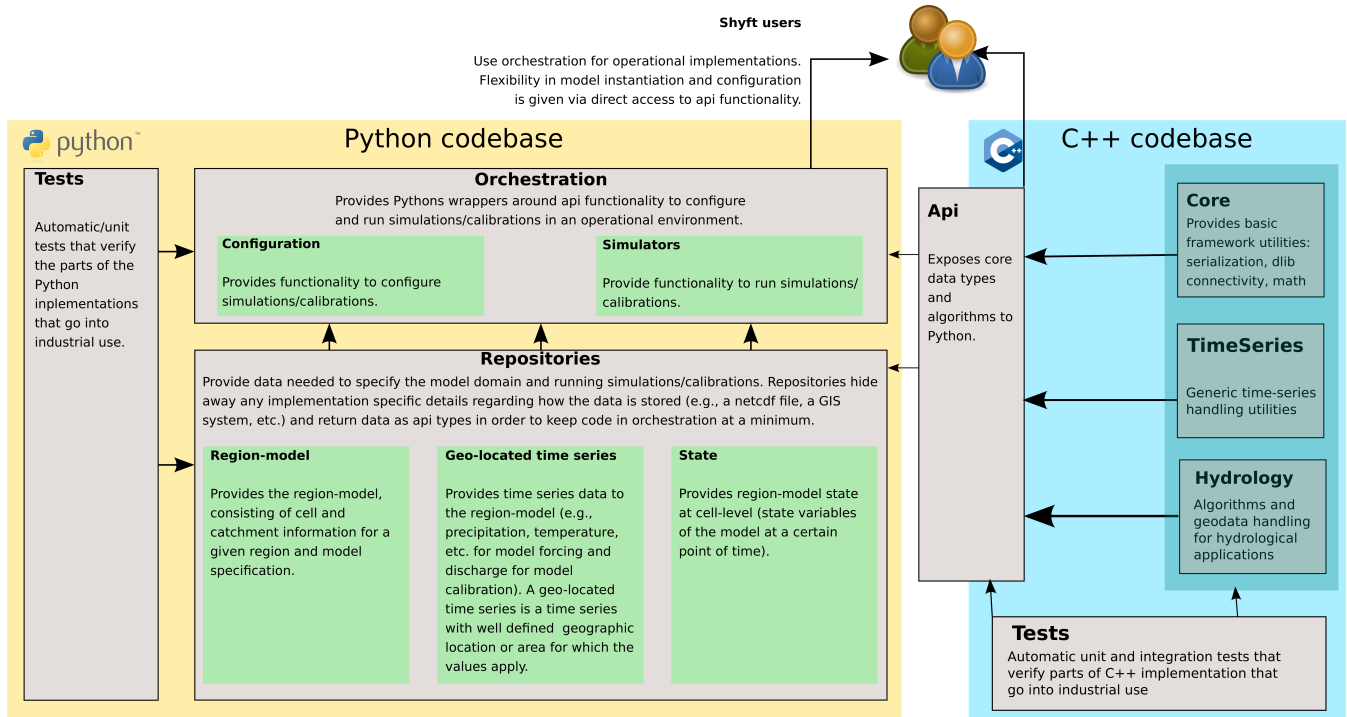 Shyft users
Use orchestration for operational implementations.
Flexibility in model instantiation and configuration
is given via direct access to api functionality.
python™
Python codebase
Tests
Automatic/unit
tests that verify
the parts of the
Python
inplementations
that go into
industrial use.
Orchestration
Provides Pythons wrappers around api functionality to configure
and run simulations/calibrations in an operational environment.
Configuration
Provides functionality to configure
simulations/calibrations.
Simulators
Provide functionality to run simulations/
calibrations.
Repositories
Provide data needed to specify the model domain and running simulations/calibrations. Repositories hide
away any implementation specific details regarding how the data is stored (e.g., a netcdf file, a GIS
system, etc.) and return data as api types in order to keep code in orchestration at a minimum.
Region-model
Provides the region-model,
consisting of cell and
catchment information for a
given region and model
specification.
Geo-located time series
Provides time series data to
the region-model (e.g.,
precipitation, temperature,
etc. for model forcing and
discharge for model
calibration). A geo-located
time series is a time series
with well defined  geographic
location or area for which the
values apply.
State
Provides region-model state
at cell-level (state variables
of the model at a certain
point of time).
C++
C++ codebase
Api
Exposes core
data types
and
algorithms to
Python.
Core
Provides basic
framework utilities:
serialization, dlib
connectivity, math
TimeSeries
Generic time-series
handling utilities
Hydrology
Algorithms and
geodata handling
for hydrological
applications
Tests
Automatic unit and integration tests that
verify parts of C++ implementation that
go into industrial use